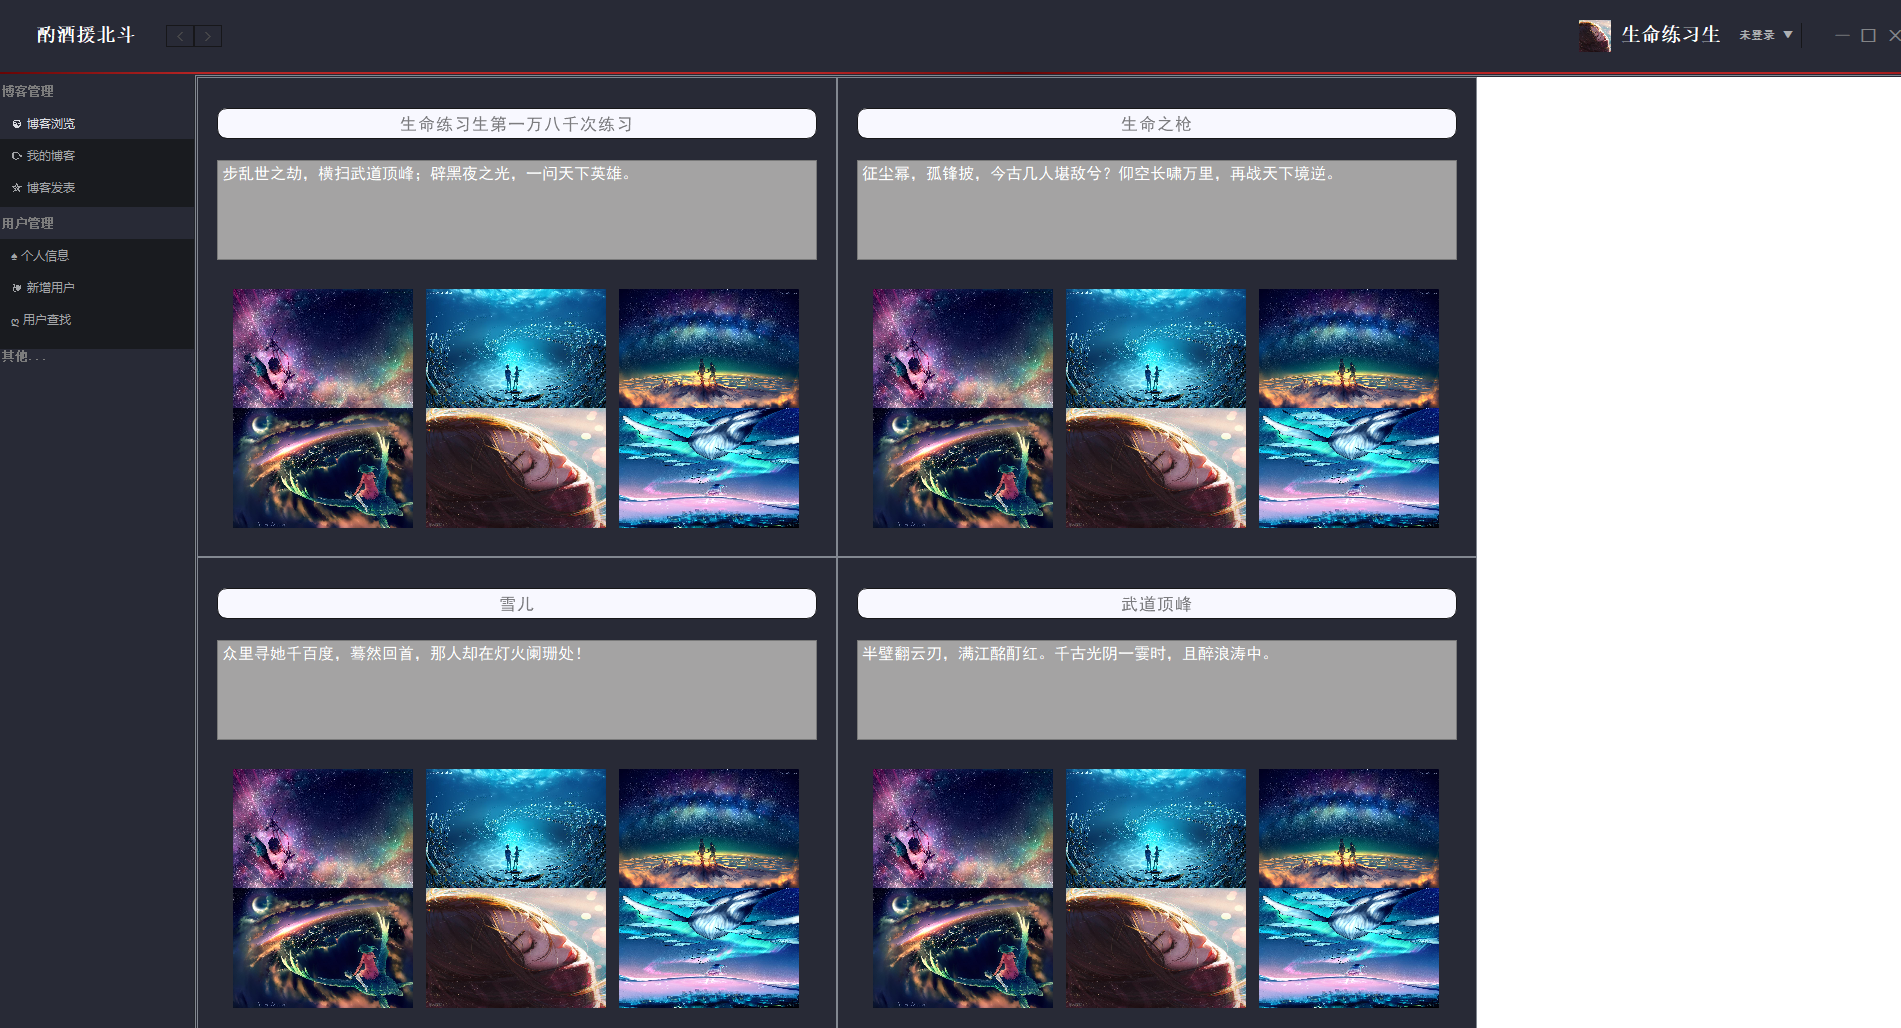 酌酒援北斗
生命练习生 未登录 ▼
博客管理
博客浏览
我的博客
博客发表
用户管理
♠ 个人信息
新增用户
ღ 用户查找
其他...
生命练习生第一万八千次练习
步乱世之劫，横扫武道顶峰；辟黑夜之光，一问天下英雄。
生命之枪
征尘幂，孤锋披，今古几人堪敌兮？仰空长啸万里，再战天下境逆。
雪儿
众里寻她千百度，蓦然回首，那人却在灯火阑珊处！
武道顶峰
半壁翻云刃，满江酩酊红。千古光阴一霎时，且醉浪涛中。